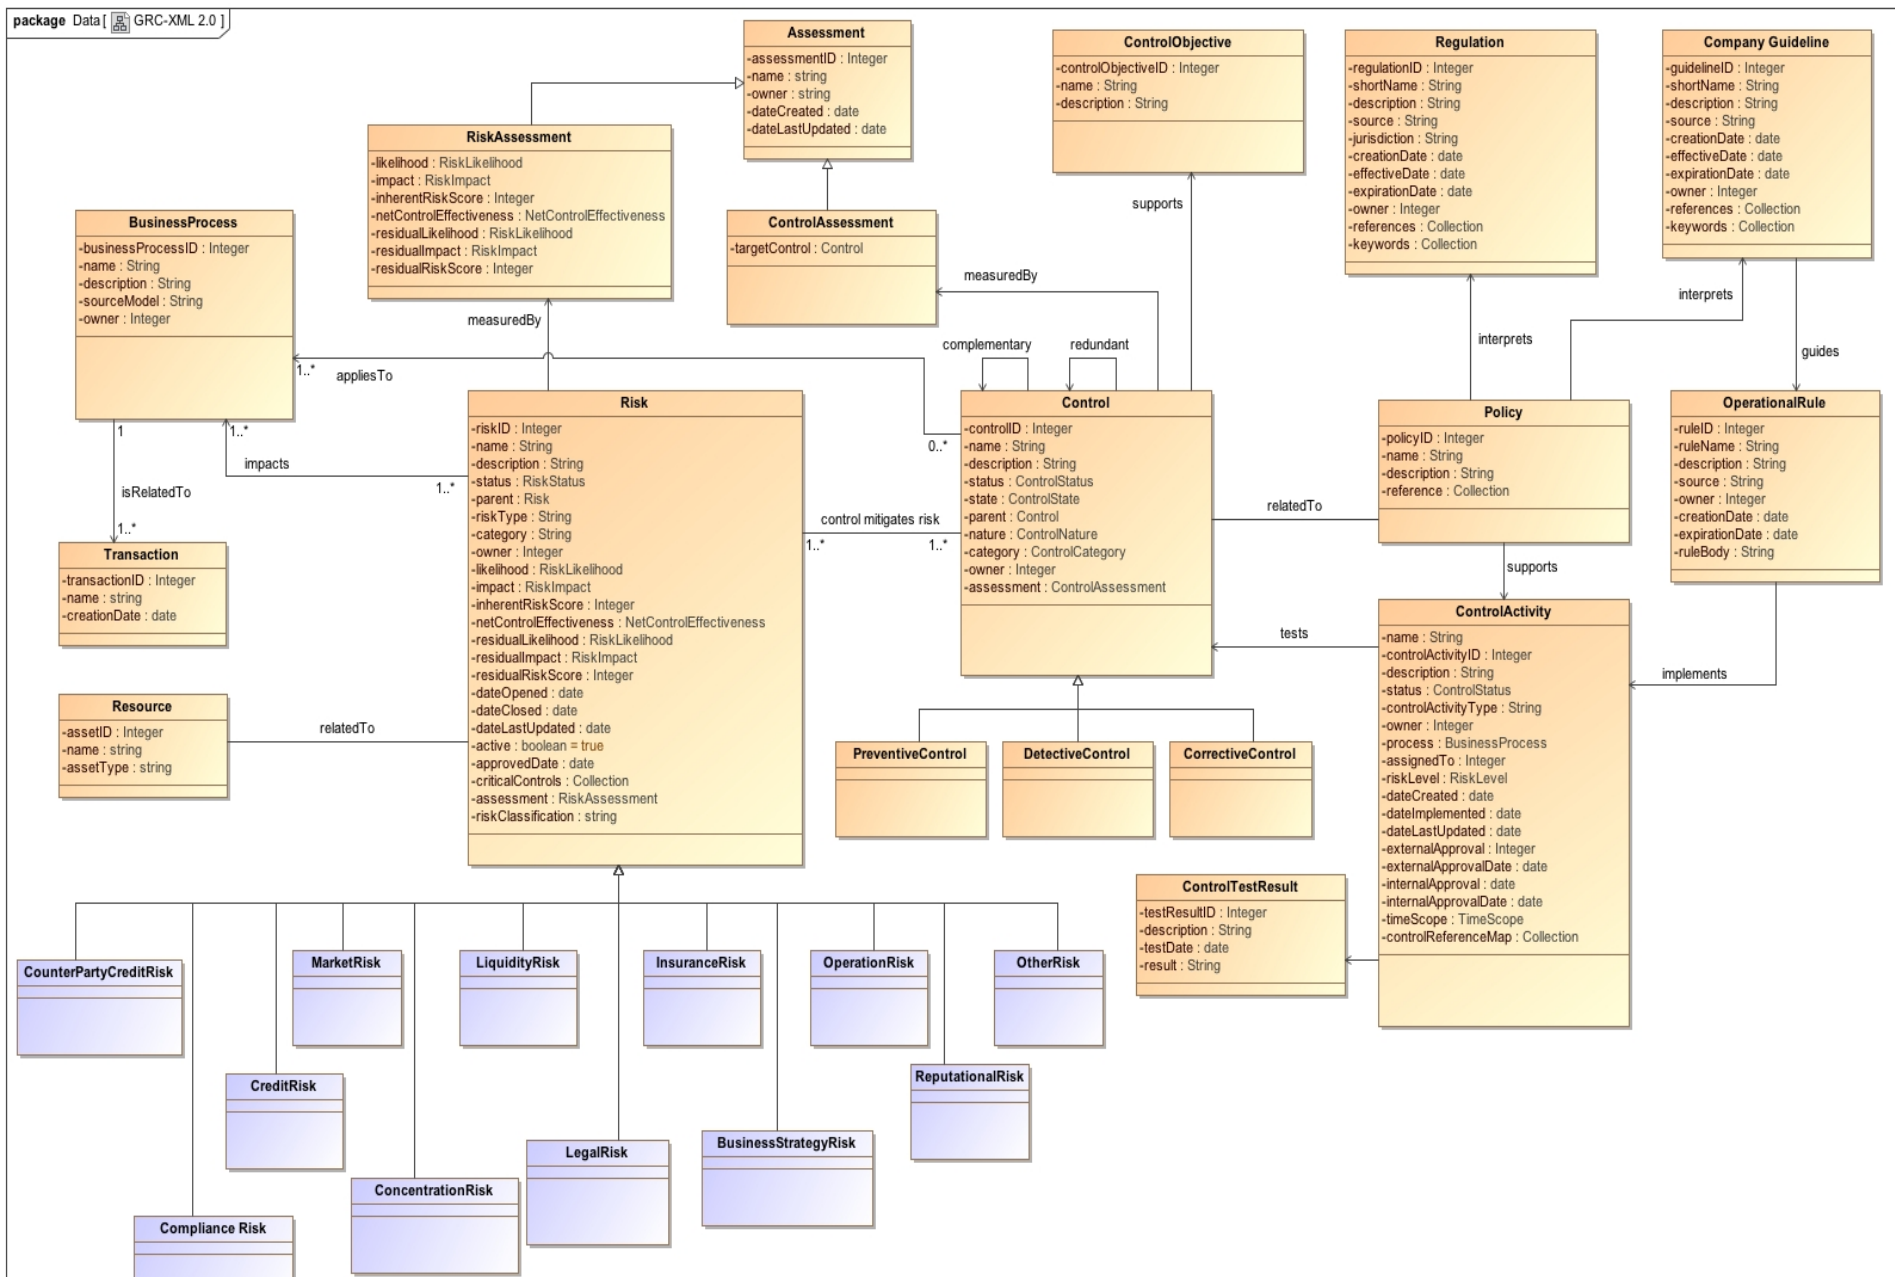 package Data [ GRC-XML 2.0 ]
Assessment
-assessmentID : Integer
-name : string
-owner : string
-dateCreated : date
-dateLastUpdated : date
ControlObjective
-controlObjectiveID : Integer
-name : String
-description : String
Regulation
-regulationID : Integer
-shortName : String
-description : String
-source : String
-jurisdiction : String
-creationDate : date
-effectiveDate : date
-expirationDate : date
-owner : Integer
-references : Collection
-keywords : Collection
Company Guideline
-guidelineID : Integer
-shortName : String
-description : String
-source : String
-creationDate : date
-effectiveDate : date
-expirationDate : date
-owner : Integer
-references : Collection
-keywords : Collection
RiskAssessment
-likelihood : RiskLikelihood
-impact : RiskImpact
-inherentRiskScore : Integer
-netControlEffectiveness : NetControlEffectiveness
-residualLikelihood : RiskLikelihood
-residualImpact : RiskImpact
-residualRiskScore : Integer
BusinessProcess
-businessProcessID : Integer
-name : String
-description : String
-sourceModel : String
-owner : Integer
ControlAssessment
-targetControl : Control
supports
measuredBy
measuredBy
interprets
interprets
guides
complementary
redundant
1..*
appliesTo
0..*
Risk
-riskID : Integer
-name : String
-description : String
-status : RiskStatus
-parent : Risk
-riskType : String
-category : String
-owner : Integer
-likelihood : RiskLikelihood
-impact : RiskImpact
-inherentRiskScore : Integer
-netControlEffectiveness : NetControlEffectiveness
-residualLikelihood : RiskLikelihood
-residualImpact : RiskImpact
-residualRiskScore : Integer
-dateOpened : date
-dateClosed : date
-dateLastUpdated : date
-active : boolean = true
-approvedDate : date
-criticalControls : Collection
-assessment : RiskAssessment
-riskClassification : string
Control
-controlID : Integer
-name : String
-description : String
-status : ControlStatus
-state : ControlState
-parent : Control
-nature : ControlNature
-category : ControlCategory
-owner : Integer
-assessment : ControlAssessment
Policy
-policyID : Integer
-name : String
-description : String
-reference : Collection
OperationalRule
-ruleID : Integer
-ruleName : String
-description : String
-source : String
-owner : Integer
-creationDate : date
-expirationDate : date
-ruleBody : String
1
1..*
impacts
1..*
isRelatedTo
1..*
control mitigates risk
1..*
1..*
relatedTo
supports
Transaction
-transactionID : Integer
-name : string
-creationDate : date
tests
implements
ControlActivity
-name : String
-controlActivityID : Integer
-description : String
-status : ControlStatus
-controlActivityType : String
-owner : Integer
-process : BusinessProcess
-assignedTo : Integer
-riskLevel : RiskLevel
-dateCreated : date
-dateImplemented : date
-dateLastUpdated : date
-externalApproval : Integer
-externalApprovalDate : date
-internalApproval : date
-internalApprovalDate : date
-timeScope : TimeScope
-controlReferenceMap : Collection
Resource
-assetID : Integer
-name : string
-assetType : string
relatedTo
PreventiveControl
DetectiveControl
CorrectiveControl
ControlTestResult
-testResultID : Integer
-description : String
-testDate : date
-result : String
CounterPartyCreditRisk
MarketRisk
LiquidityRisk
InsuranceRisk
OperationRisk
OtherRisk
CreditRisk
ReputationalRisk
LegalRisk
BusinessStrategyRisk
ConcentrationRisk
Compliance Risk